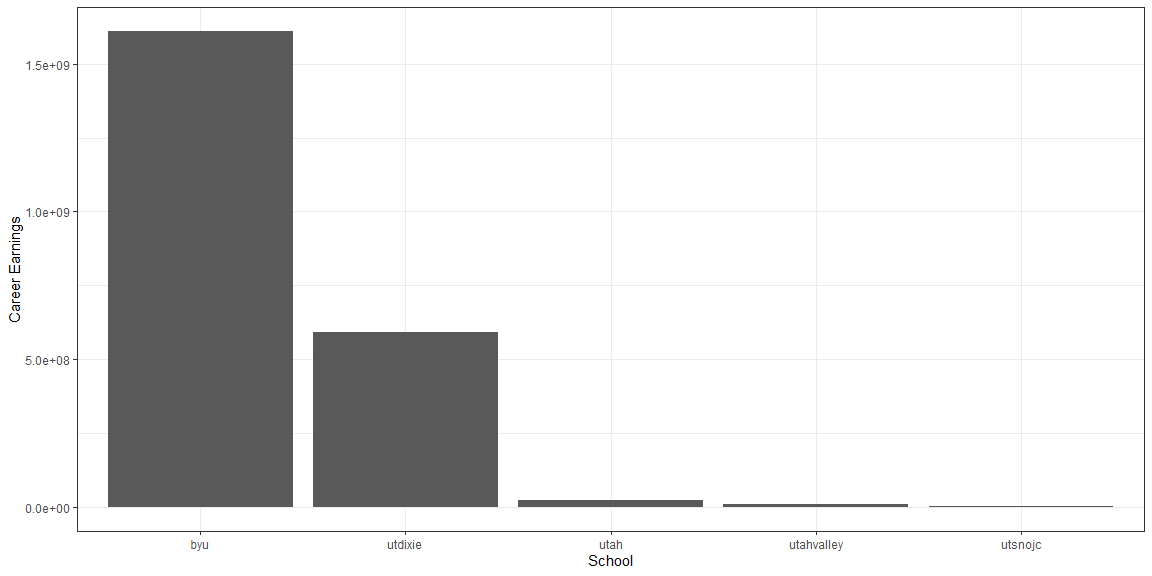 Career Earnings
1.5e+09
1.0e+09
5.0e+08
0.0e+00
byu utdixie utah utahvalley utsnojc
School